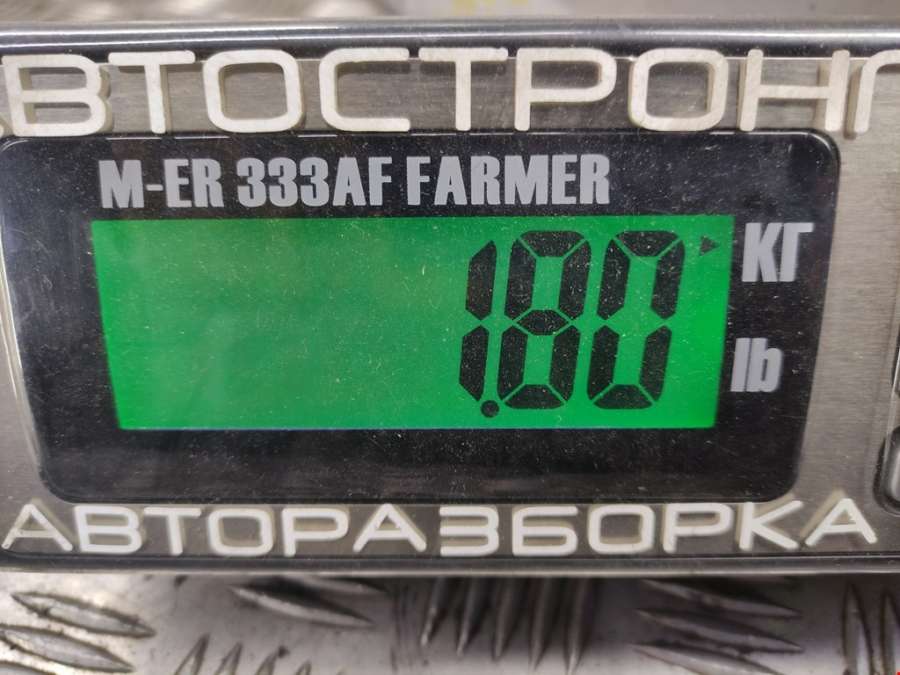 АВТОСТРОНГ
M-ER 333AF FARMER
1.80
КГ
lb
АВТОРАЗБОРКА